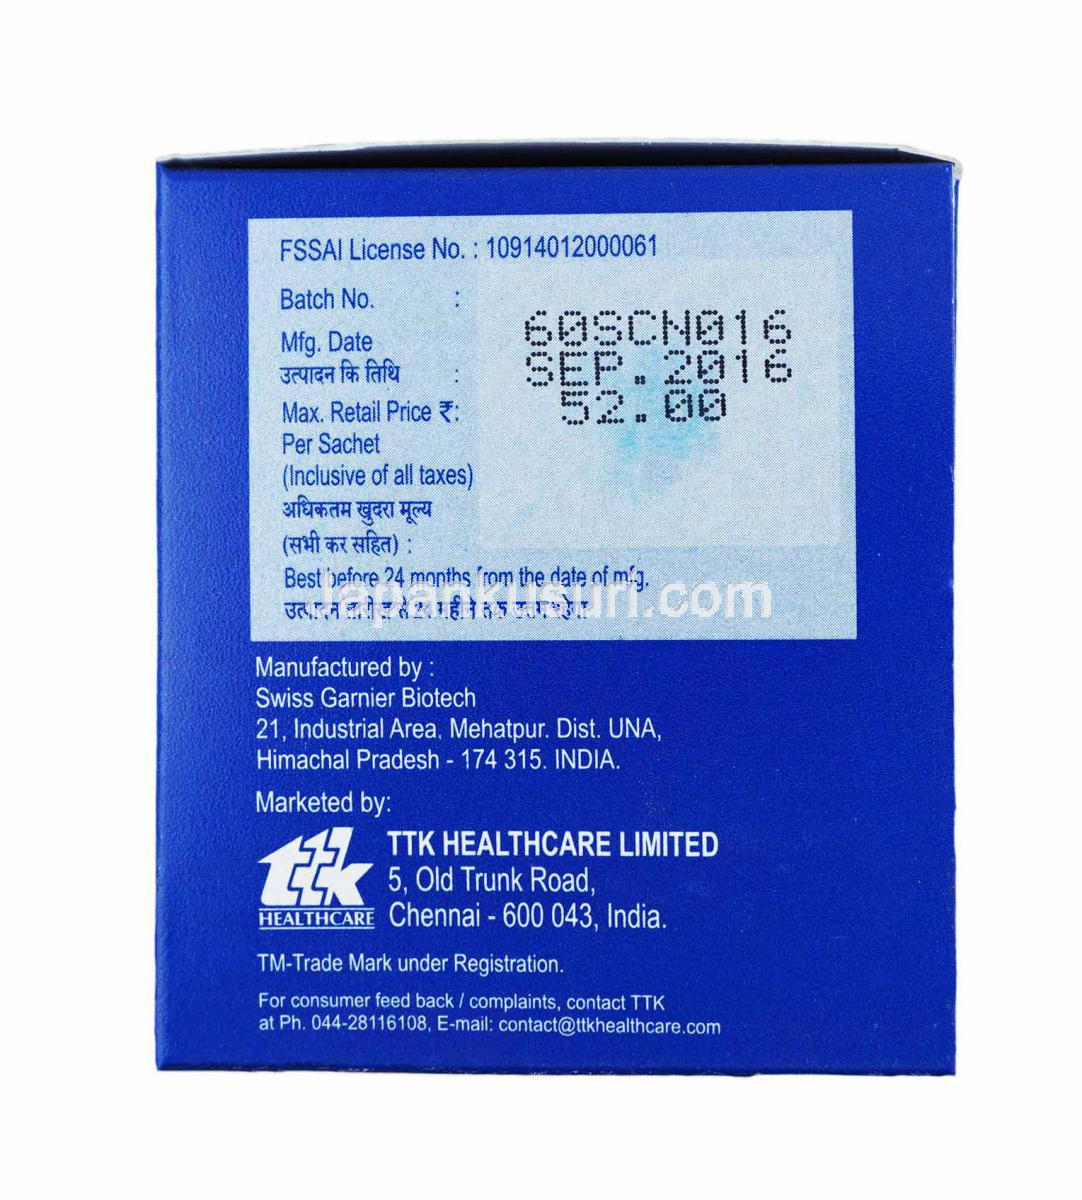 FSSAI License No. : 10914012000061
Batch No. : 60SCN016
Mfg. Date SEP.2016
उत्पादन कि तिथि :
Max. Retail Price ₹: 52.00
Per Sachet
(Inclusive of all taxes)
अधिकतम खुदरा मूल्य
(सभी कर सहित) :
Best before 24 months from the date of mfg.
उत्पादन
Japankusuri.com
Manufactured by :
Swiss Garnier Biotech
21, Industrial Area. Mehatpur. Dist. UNA,
Himachal Pradesh - 174 315. INDIA.
Marketed by:
ttk
HEALTHCARE
TTK HEALTHCARE LIMITED
5, Old Trunk Road,
Chennai - 600 043, India.
TM-Trade Mark under Registration.
For consumer feed back / complaints, contact TTK
at Ph. 044-28116108, E-mail: contact@ttkhealthcare.com